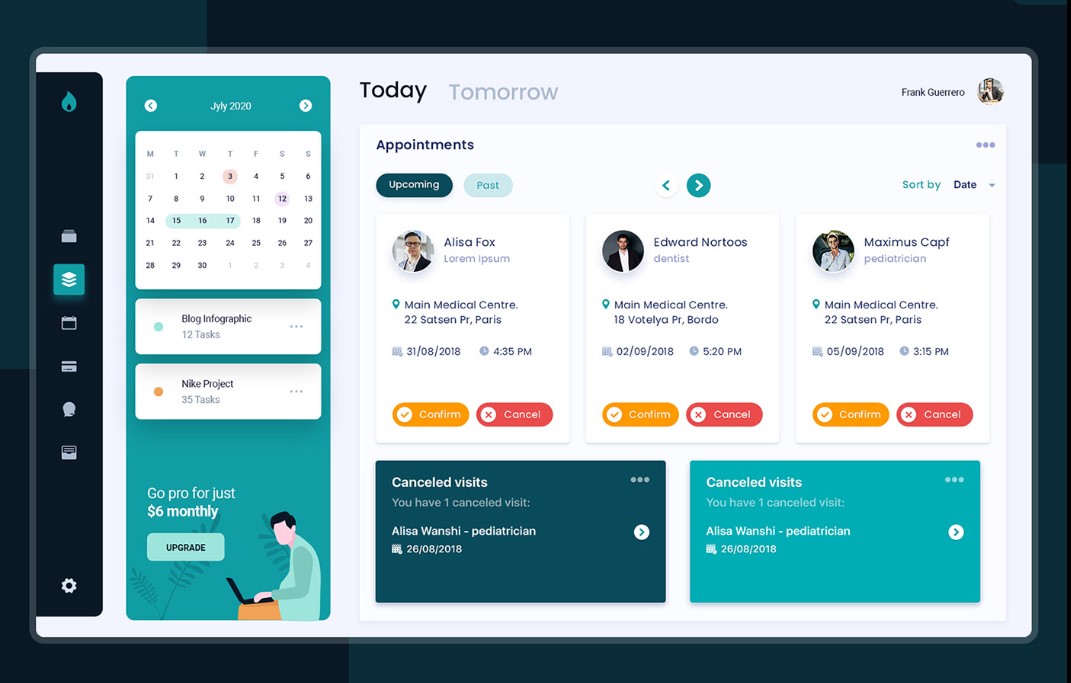 Jyly 2020
M T W T F S S
31 1 2 3 4 5 6
7 8 9 10 11 12 13
14 15 16 17 18 19 20
21 22 23 24 25 26 27
28 29 30 1 2 3 4
Blog Infographic
12 Tasks
Nike Project
35 Tasks
Go pro for just
$6 monthly
UPGRADE
Today Tomorrow
Frank Guerrero
Appointments
Upcoming Past
Sort by Date
Alisa Fox
Lorem Ipsum
Main Medical Centre.
22 Satsen Pr, Paris
31/08/2018 4:35 PM
Confirm Cancel
Edward Nortoos
dentist
Main Medical Centre.
18 Votelya Pr, Bordo
02/09/2018 5:20 PM
Confirm Cancel
Maximus Capf
pediatrician
Main Medical Centre.
22 Satsen Pr, Paris
05/09/2018 3:15 PM
Confirm Cancel
Canceled visits
You have 1 canceled visit:
Alisa Wanshi - pediatrician
26/08/2018
Canceled visits
You have 1 canceled visit:
Alisa Wanshi - pediatrician
26/08/2018